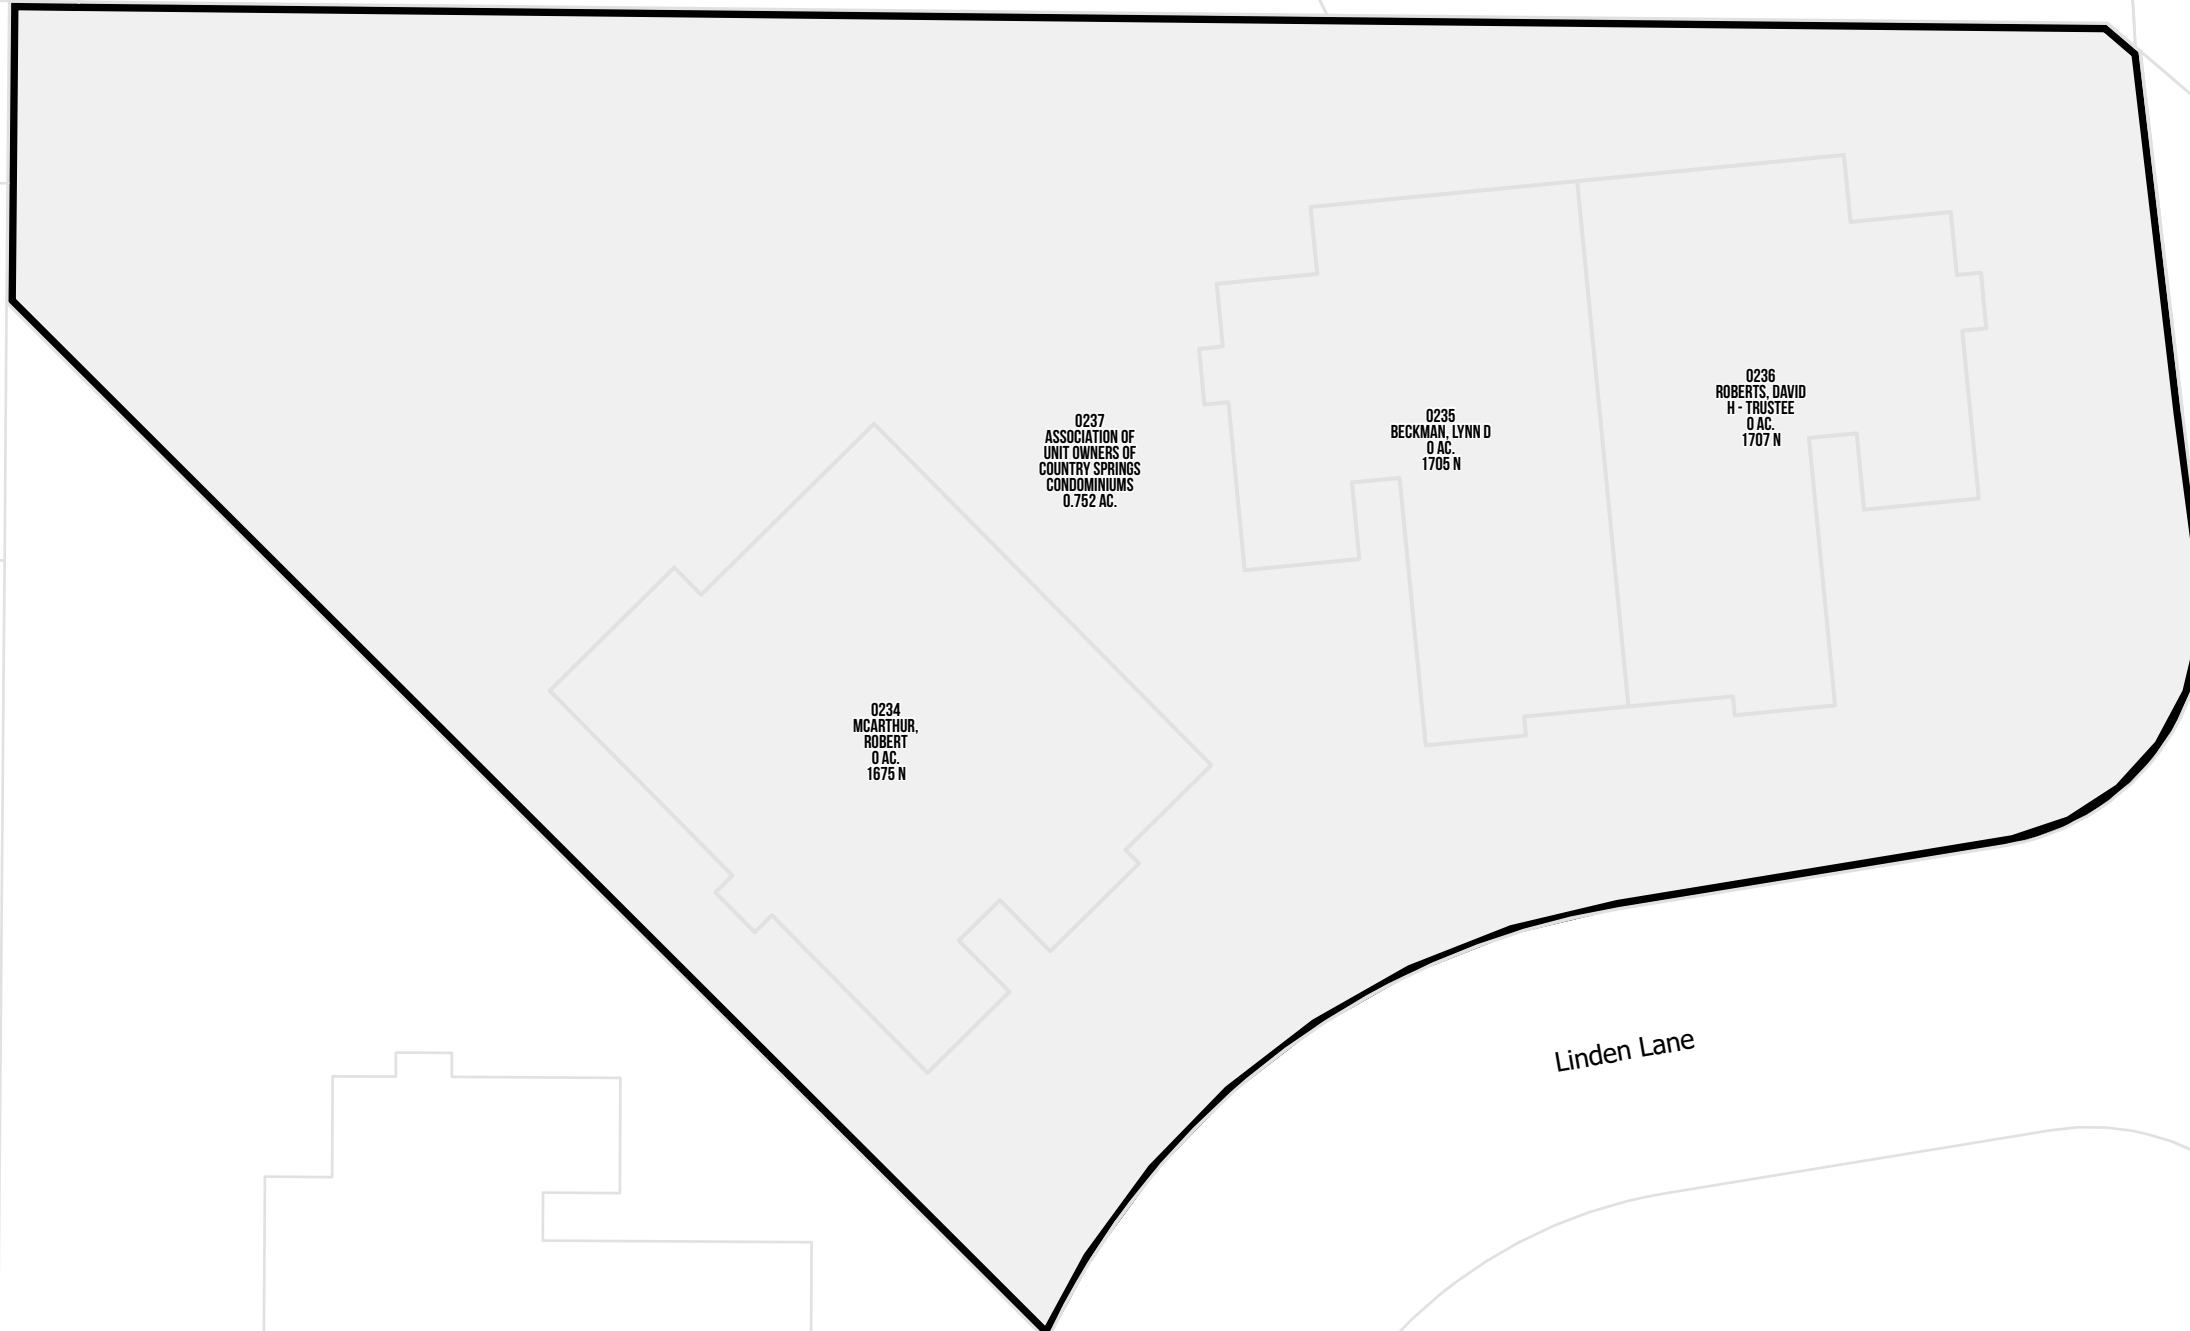 0237
ASSOCIATION OF
UNIT OWNERS OF
COUNTRY SPRINGS
CONDOMINIUMS
0.752 AC.
0235
BECKMAN, LYNN D
0 AC.
1705 N
0236
ROBERTS, DAVID
H - TRUSTEE
0 AC.
1707 N
0234
MCARTHUR,
ROBERT
0 AC.
1675 N
Linden Lane